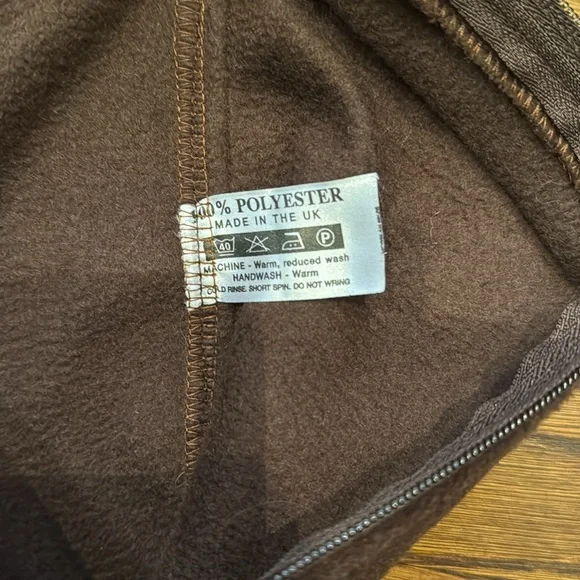 100% POLYESTER
MADE IN THE UK
40 P
MACHINE - Warm, reduced wash
HANDWASH - Warm
COLD RINSE. SHORT SPIN. DO NOT WRING